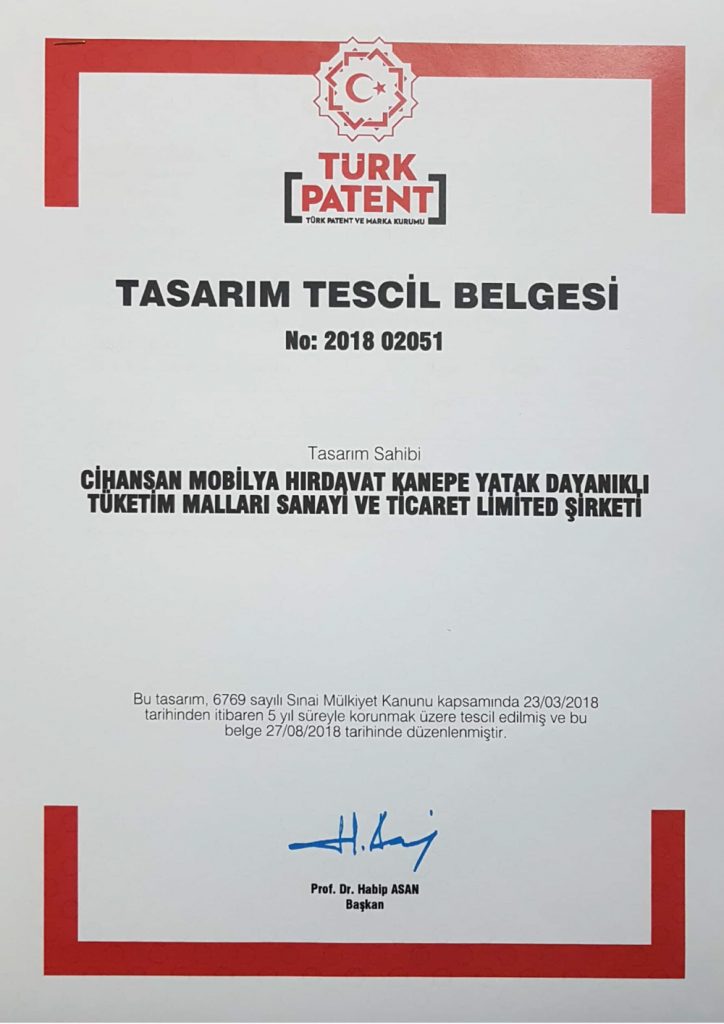 TÜRK
PATENT
TÜRK PATENT VE MARKA KURUMU
TASARIM TESCİL BELGESİ
No: 2018 02051
Tasarım Sahibi
CİHANSAN MOBİLYA HIRDAVAT KANEPE YATAK DAYANIKLI
TÜKETİM MALLARI SANAYİ VE TİCARET LİMİTED ŞİRKETİ
Bu tasarım, 6769 sayılı Sınai Mülkiyet Kanunu kapsamında 23/03/2018
tarihinden itibaren 5 yıl süreyle korunmak üzere tescil edilmiş ve bu
belge 27/08/2018 tarihinde düzenlenmiştir.
Prof. Dr. Habip ASAN
Başkan